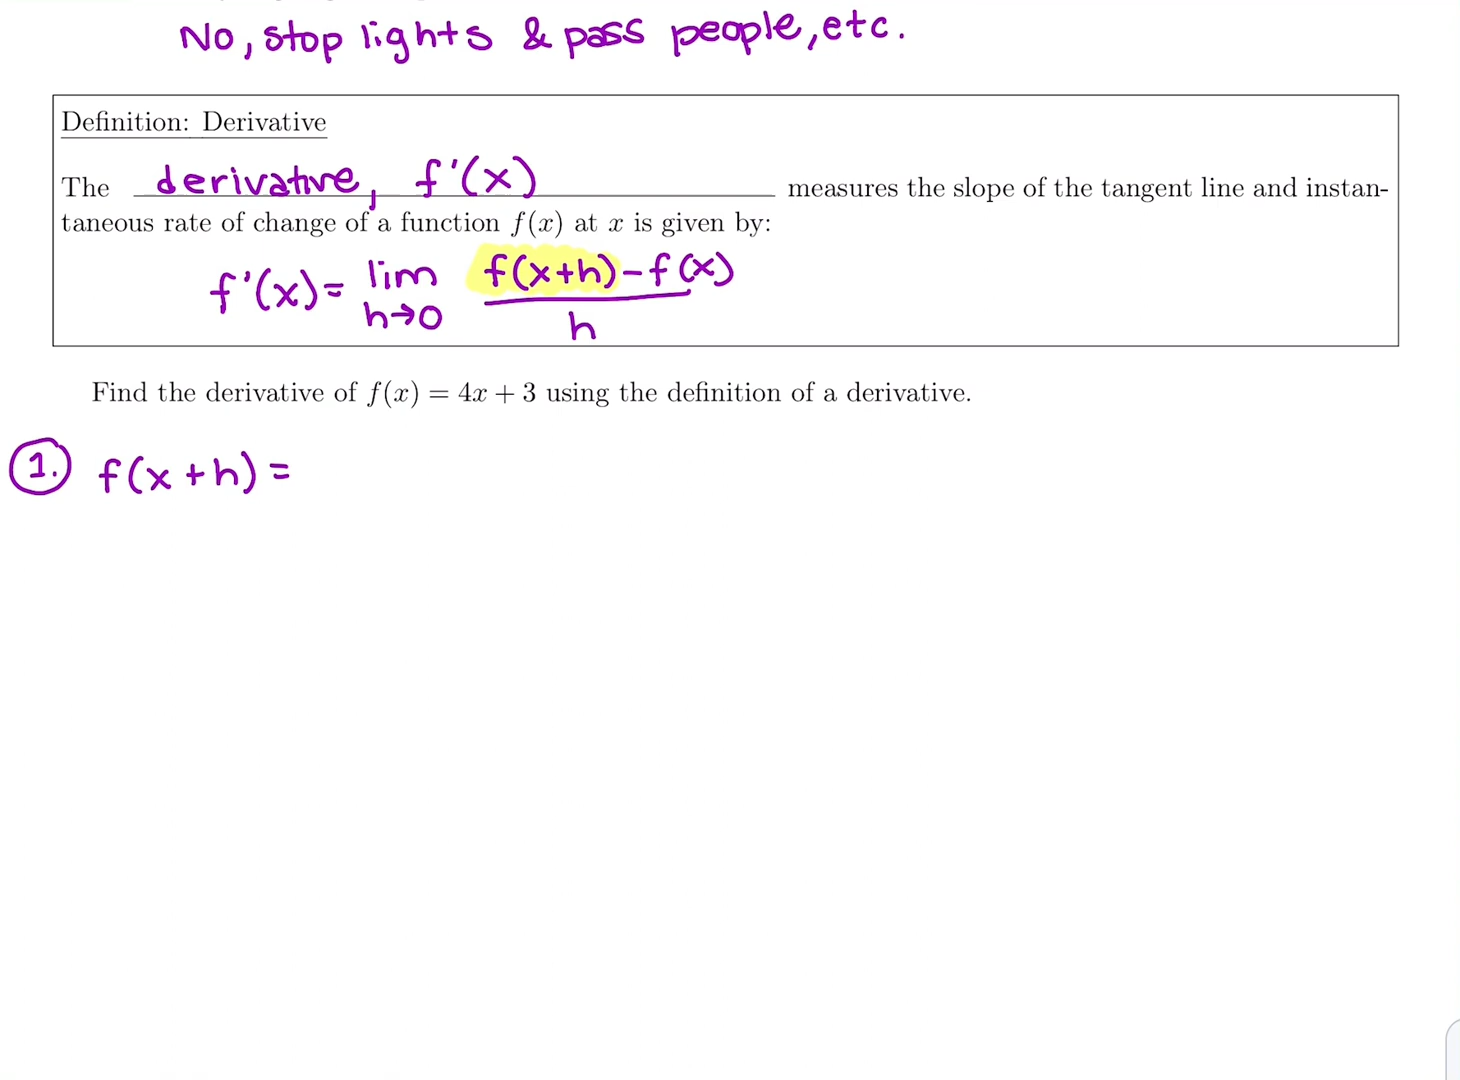 No, stop lights & pass people, etc.
Definition: Derivative
The derivative, f'(x) measures the slope of the tangent line and instan-
taneous rate of change of a function f(x) at x is given by:
f'(x) = lim h→0 f(x+h)-f(x) / h
Find the derivative of f(x) = 4x + 3 using the definition of a derivative.
1. f(x+h) =